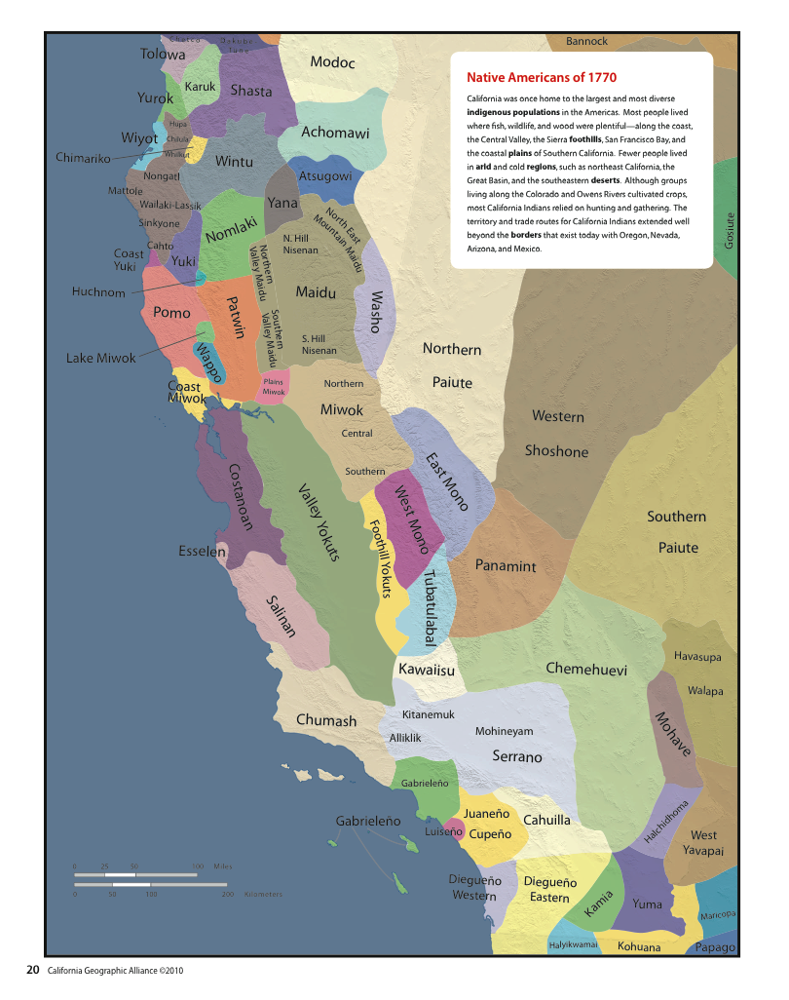 Chetco
Dakubetede
Tolowa
Karuk
Shasta
Modoc
Bannock
Yurok
Wiyot
Hupa
Chilula
Whilkut
Chimariko
Wintu
Achomawi
Atsugowi
Nongatl
Mattole
Wailaki-Lassik
Sinkyone
Cahto
Coast
Yuki
Yuki
Huchnom
Nomlaki
Yana
North East
Mountain Maidu
N. Hill
Nisenan
Northern
Valley Maidu
Maidu
Washo
Pomo
Patwin
Southern
Valley Maidu
S. Hill
Nisenan
Lake Miwok
Wappo
Coast
Miwok
Plains
Miwok
Native Americans of 1770
California was once home to the largest and most diverse
indigenous populations in the Americas. Most people lived
where fish, wildlife, and wood were plentiful—along the coast,
the Central Valley, the Sierra foothills, San Francisco Bay, and
the coastal plains of Southern California. Fewer people lived
in arid and cold regions, such as northeast California, the
Great Basin, and the southeastern deserts. Although groups
living along the Colorado and Owens Rivers cultivated crops,
most California Indians relied on hunting and gathering. The
territory and trade routes for California Indians extended well
beyond the borders that exist today with Oregon, Nevada,
Arizona, and Mexico.
Gosiute
Northern
Paiute
Northern
Miwok
Central
Southern
Western
Shoshone
East Mono
West Mono
Costanoan
Valley Yokuts
Foothill Yokuts
Southern
Paiute
Esselen
Panamint
Tubatulabal
Salinan
Kawaiisu
Chemehuevi
Havasupa
Walapa
Chumash
Kitanemuk
Alliklik
Mohineyam
Serrano
Mohave
Gabrieleño
Gabrieleño
Juaneño
Luiseño
Cupeño
Cahuilla
Halchidhoma
West
Yavapai
Diegueño
Western
Diegueño
Eastern
Kamia
Yuma
Maricopa
Halyikwamai
Kohuana
Papago
0 25 50 100 Miles
0 50 100 200 Kilometers
20 California Geographic Alliance ©2010